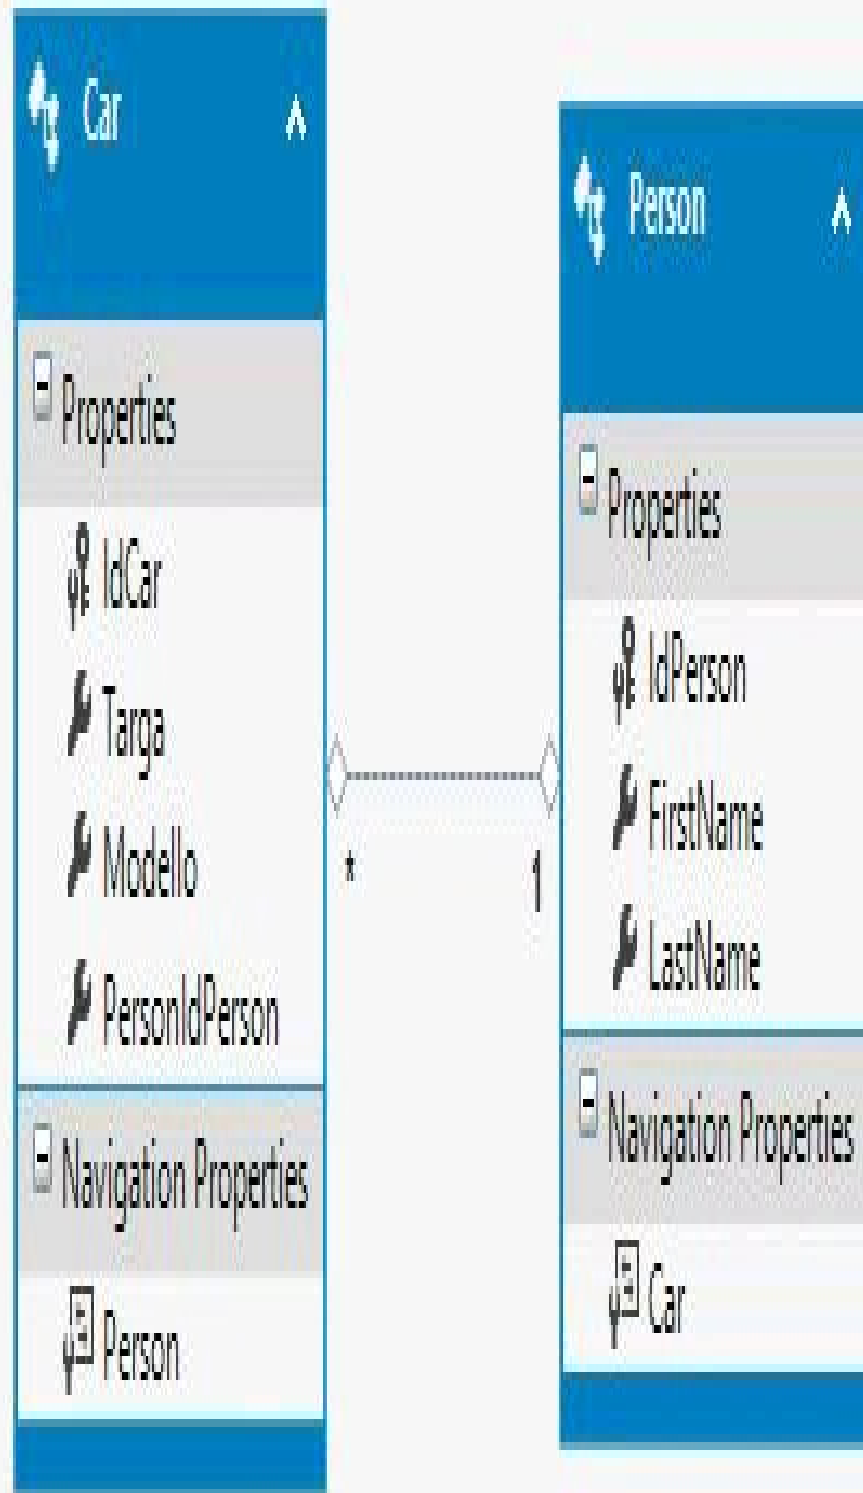 Car
Properties
IdCar
Targa
Modello
PersonIdPerson
Navigation Properties
Person
*
1
Person
Properties
IdPerson
FirstName
LastName
Navigation Properties
Car